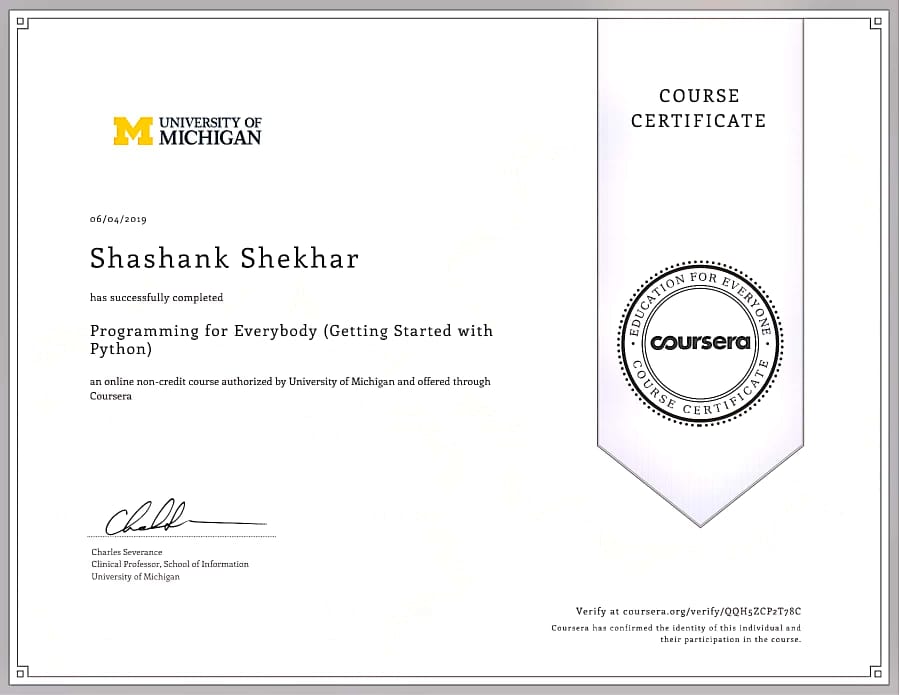 UNIVERSITY OF
MICHIGAN
06/04/2019
Shashank Shekhar
has successfully completed
Programming for Everybody (Getting Started with
Python)
an online non-credit course authorized by University of Michigan and offered through
Coursera
Charles Severance
Clinical Professor, School of Information
University of Michigan
COURSE
CERTIFICATE
EDUCATION FOR EVERYONE
coursera
COURSE CERTIFICATE
Verify at coursera.org/verify/QQH5ZCP2T78C
Coursera has confirmed the identity of this individual and
their participation in the course.